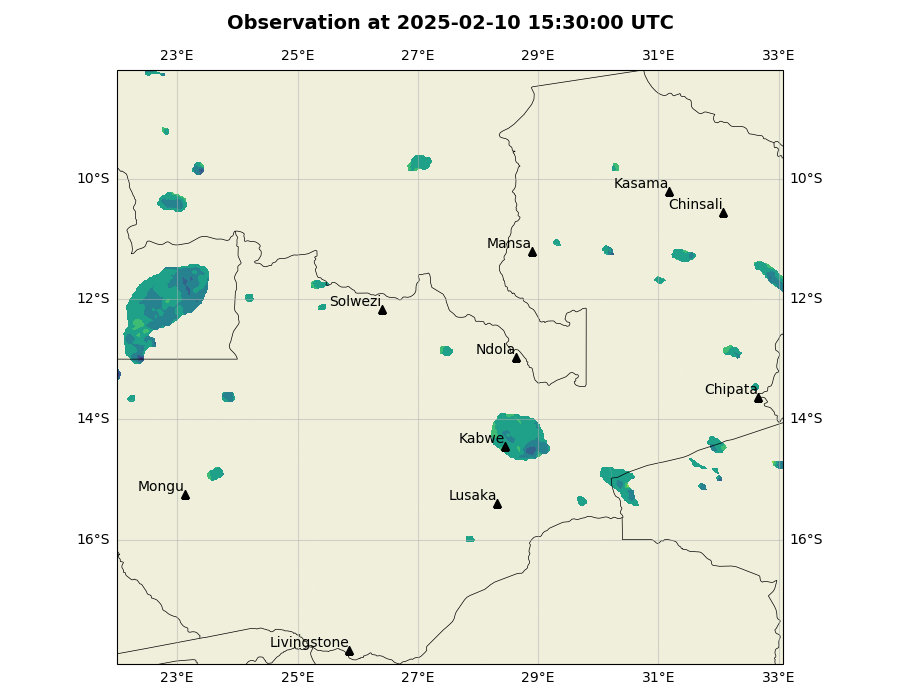 Observation at 2025-02-10 15:30:00 UTC
23°E 25°E 27°E 29°E 31°E 33°E
10°S 10°S
Kasama
Chinsali
Mansa
12°S 12°S
Solwezi
Ndola
Chipata
14°S 14°S
Kabwe
Mongu
Lusaka
16°S 16°S
Livingstone
23°E 25°E 27°E 29°E 31°E 33°E